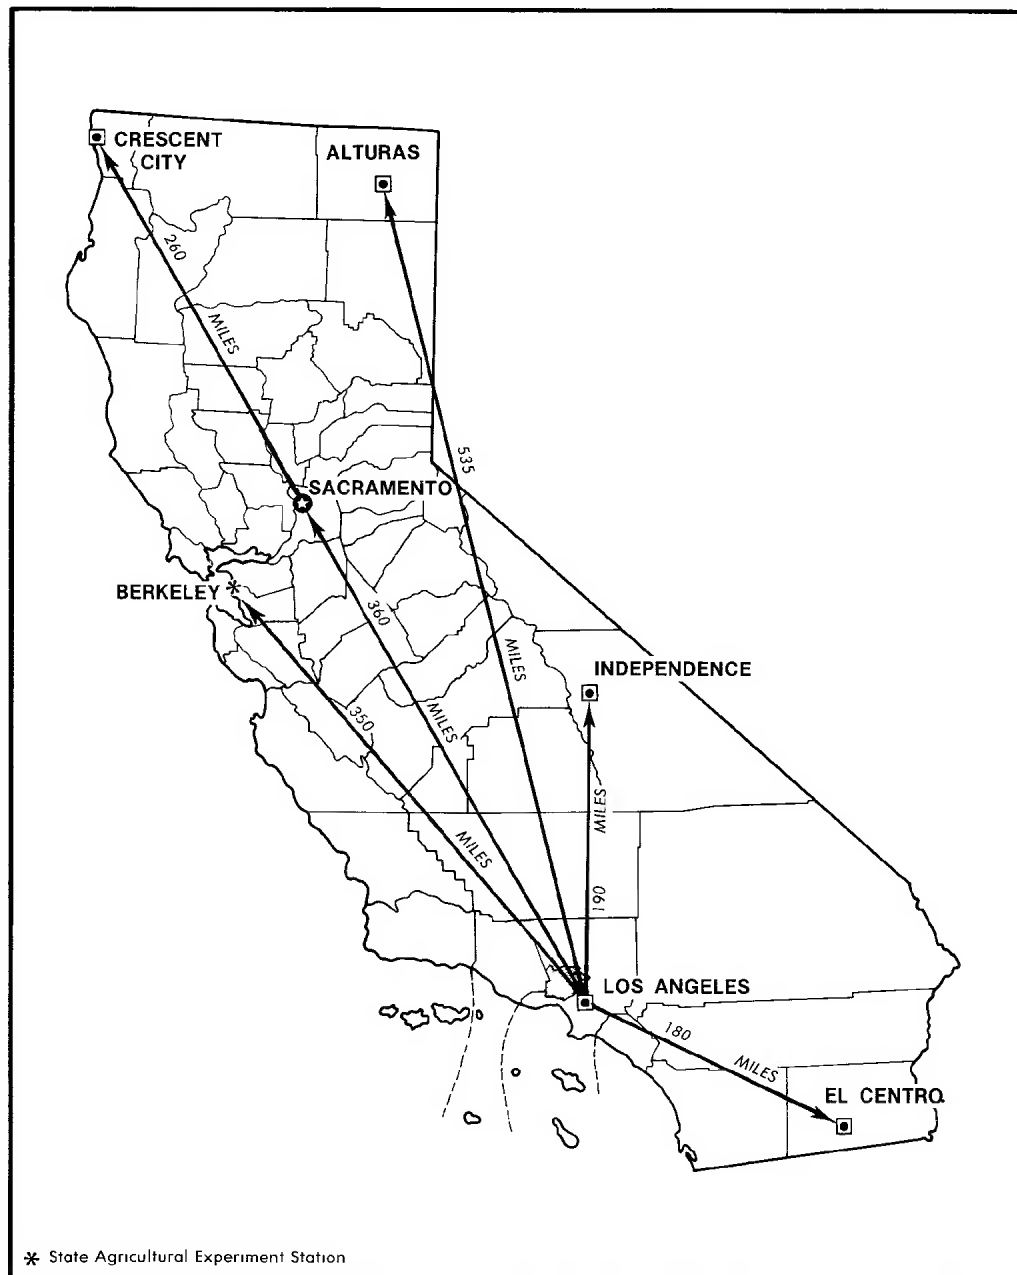 CRESCENT
CITY
ALTURAS
260
MILES
535
SACRAMENTO
BERKELEY *
360
MILES
INDEPENDENCE
350
MILES
MILES
MILES
190
LOS ANGELES
180
MILES
EL CENTRO
* State Agricultural Experiment Station